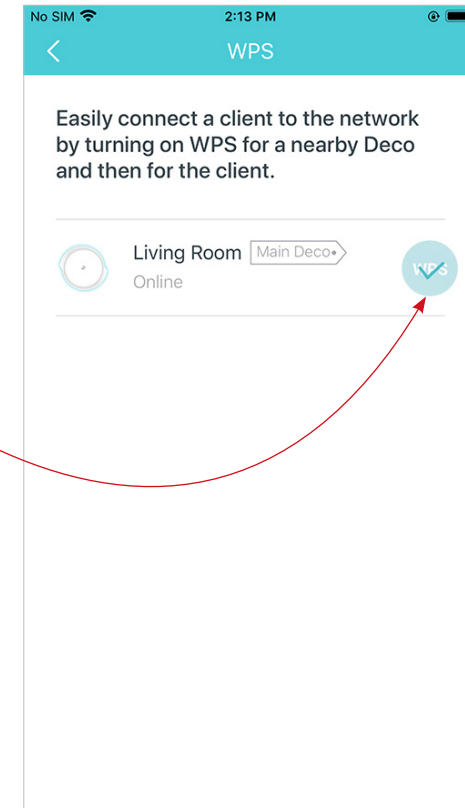 No SIM 2:13 PM
WPS
Easily connect a client to the network
by turning on WPS for a nearby Deco
and then for the client.
Living Room Main Deco
WPS
Online